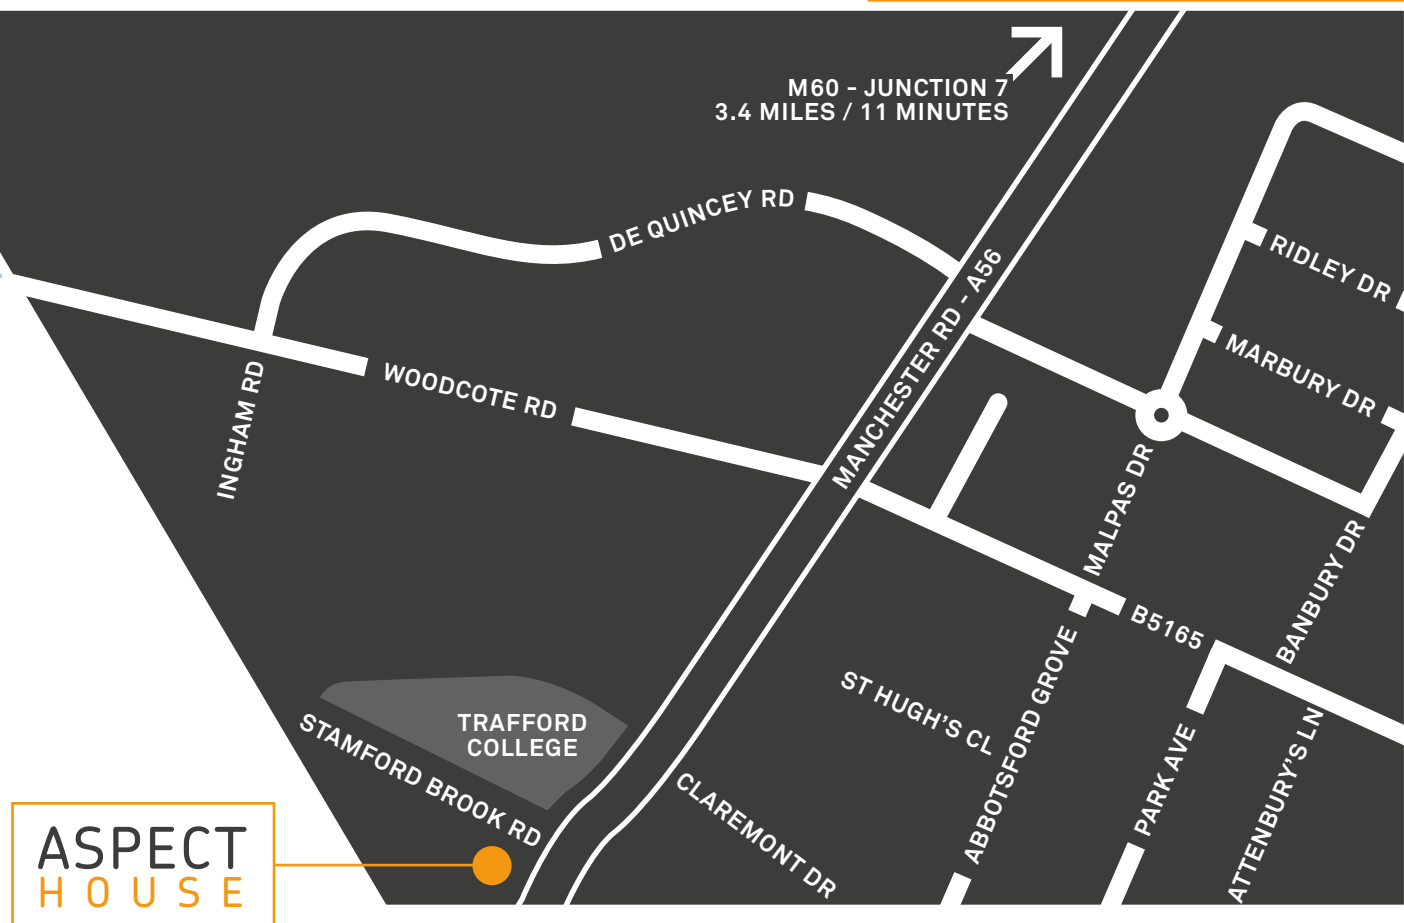 M60 - JUNCTION 7
3.4 MILES / 11 MINUTES
DE QUINCEY RD
MANCHESTER RD - A56
RIDLEY DR
MARBURY DR
WOODCOTE RD
INGHAM RD
MALPAS DR
BANBURY DR
B5165
ST HUGH'S CL
ABBOTSFORD GROVE
PARK AVE
ATTENBURY'S LN
TRAFFORD
COLLEGE
STAMFORD BROOK RD
CLAREMONT DR
ASPECT
HOUSE